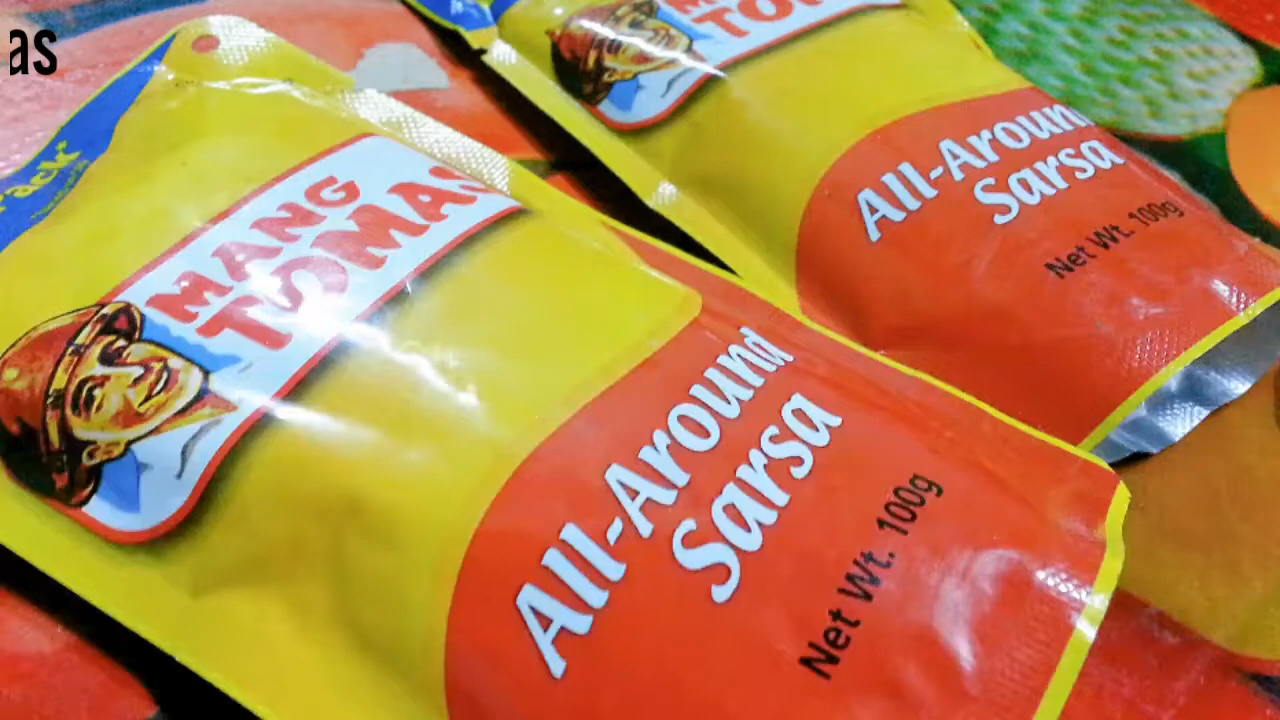 as
MANG
TOMAS
All-Around
Sarsa
Net Wt. 100g
All-Around
Sarsa
Net Wt. 100g